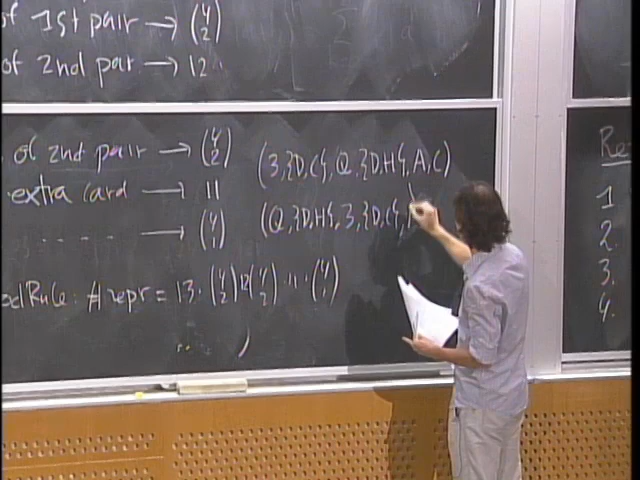 of 1st pair → (4 2)
of 2nd pair → 12
of 2nd pair → (4 2)
extra card → 11
.... → (4 1)
(3, {D,C}, Q, {D,H}, A, C)
(Q, {D,H}, 3, {D,C}, 
Rule: # repr = 13 · (4 2) 12 (4 2) · 11 · (4 1)
Re
1
2.
3.
4.